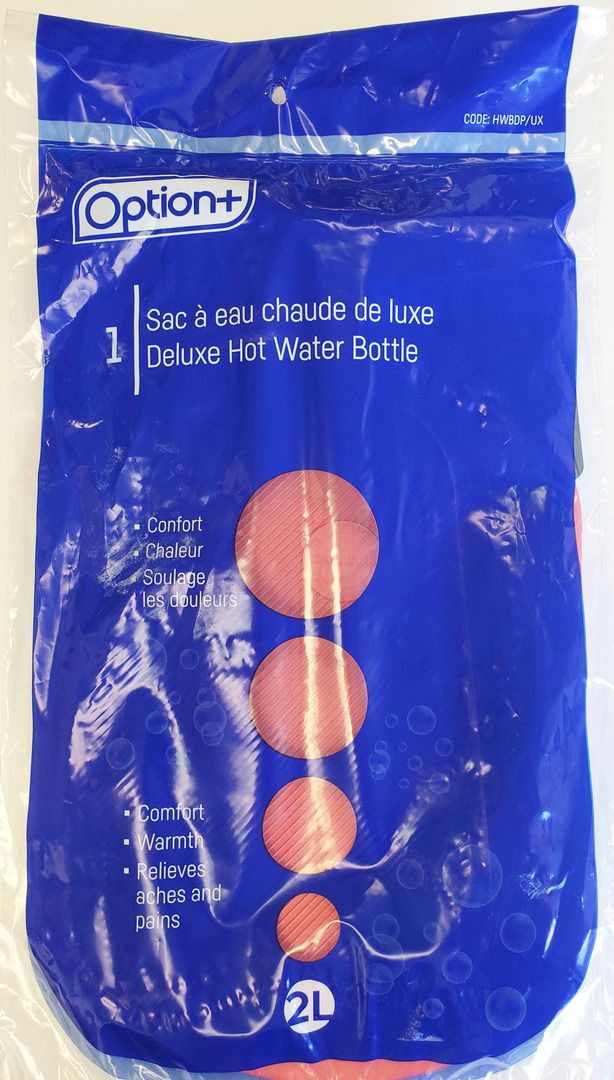 CODE: HWBDP/UX
Option+
1
Sac à eau chaude de luxe
Deluxe Hot Water Bottle
▪ Confort
▪ Chaleur
▪ Soulage
les douleurs
▪ Comfort
▪ Warmth
▪ Relieves
aches and
pains
2L